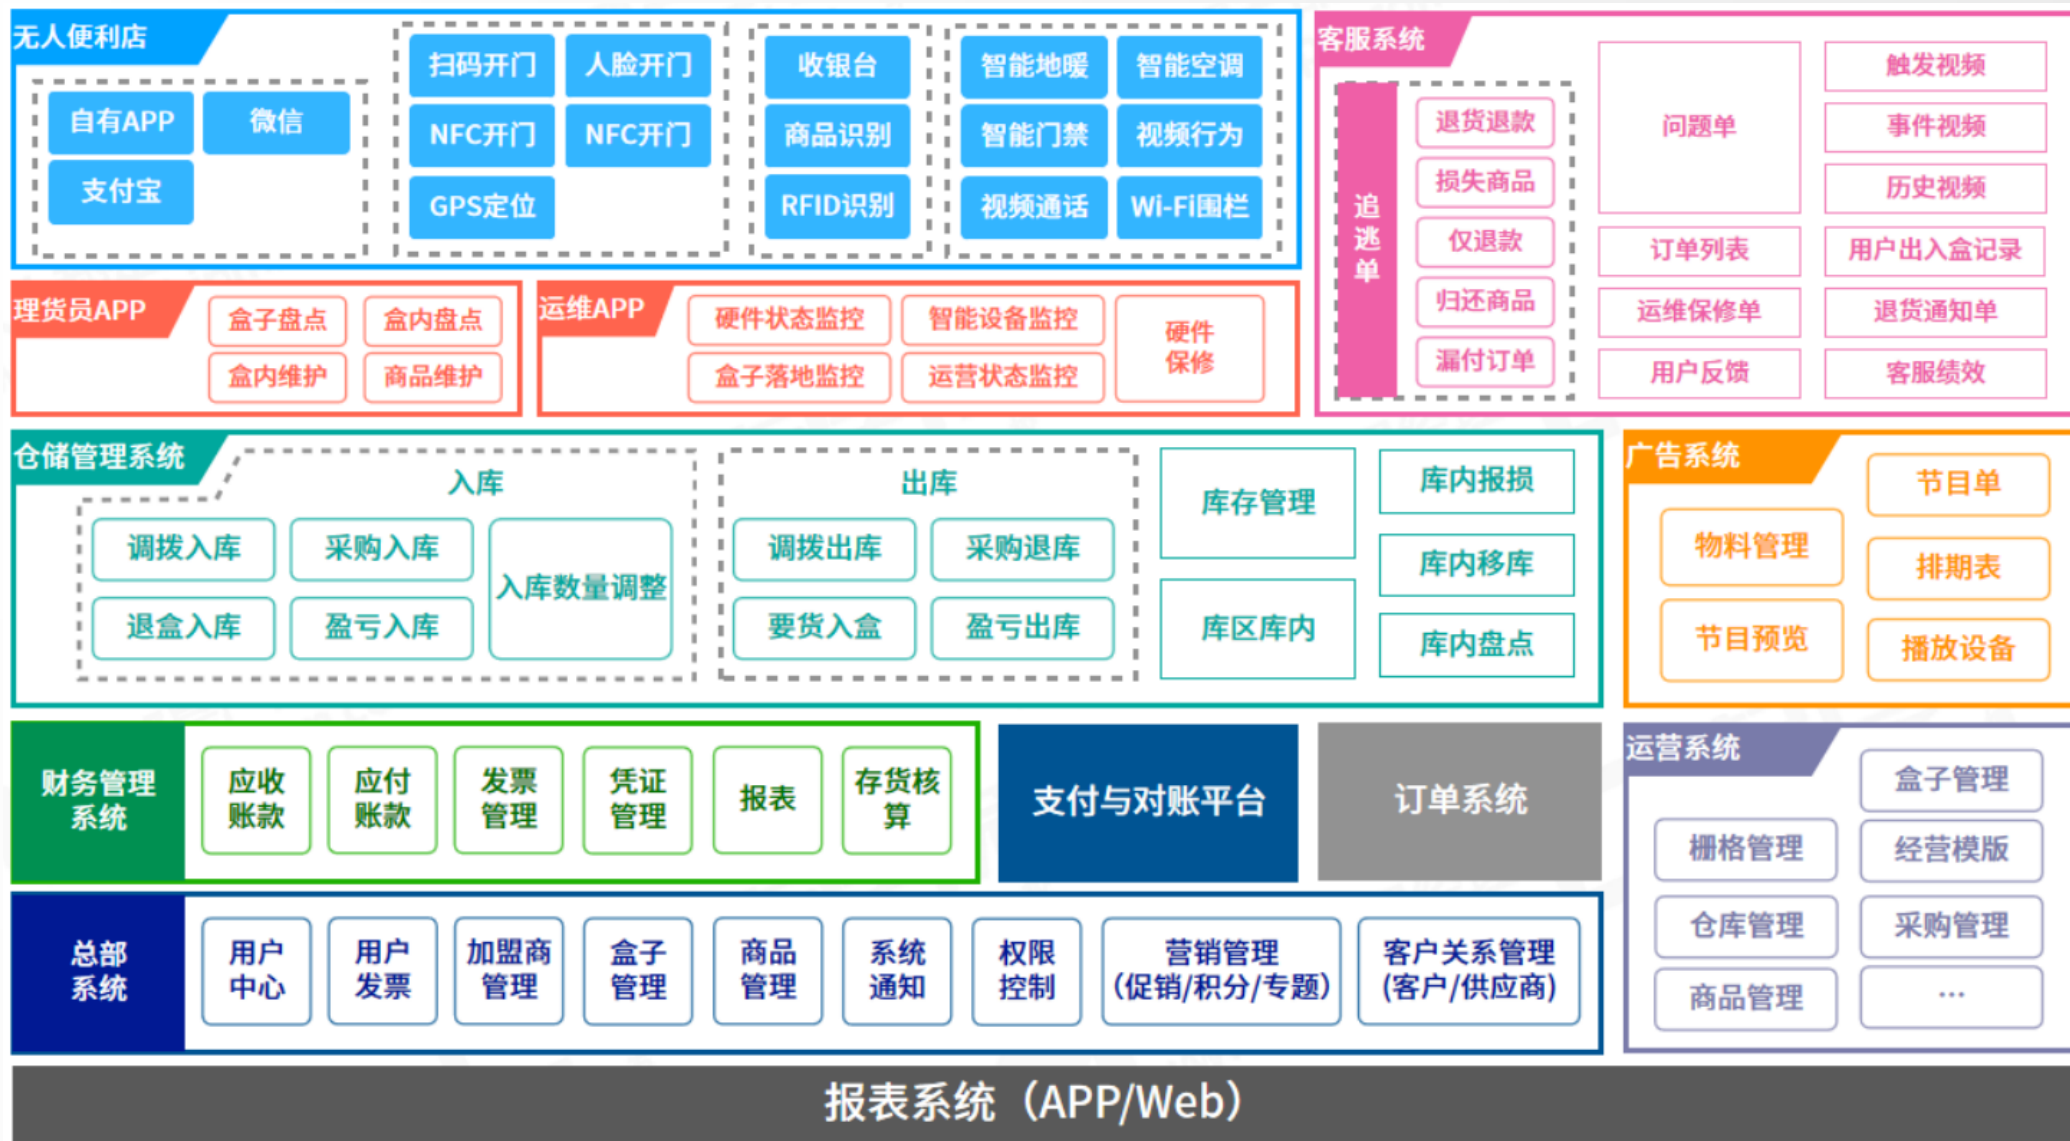 无人便利店
自有APP
微信
支付宝
扫码开门
人脸开门
NFC开门
NFC开门
GPS定位
收银台
商品识别
RFID识别
智能地暖
智能空调
智能门禁
视频行为
视频通话
Wi-Fi围栏
客服系统
追逃单
退货退款
损失商品
仅退款
归还商品
漏付订单
问题单
触发视频
事件视频
历史视频
订单列表
用户出入盒记录
运维保修单
退货通知单
用户反馈
客服绩效
理货员APP
盒子盘点
盒内盘点
盒内维护
商品维护
运维APP
硬件状态监控
智能设备监控
盒子落地监控
运营状态监控
硬件
保修
仓储管理系统
入库
调拨入库
采购入库
退盒入库
盈亏入库
入库数量调整
出库
调拨出库
采购退库
要货入盒
盈亏出库
库存管理
库区库内
库内报损
库内移库
库内盘点
广告系统
节目单
物料管理
排期表
节目预览
播放设备
财务管理
系统
应收
账款
应付
账款
发票
管理
凭证
管理
报表
存货核
算
支付与对账平台
订单系统
运营系统
盒子管理
栅格管理
经营模版
仓库管理
采购管理
商品管理
...
总部
系统
用户
中心
用户
发票
加盟商
管理
盒子
管理
商品
管理
系统
通知
权限
控制
营销管理
（促销/积分/专题）
客户关系管理
(客户/供应商)
报表系统（APP/Web）